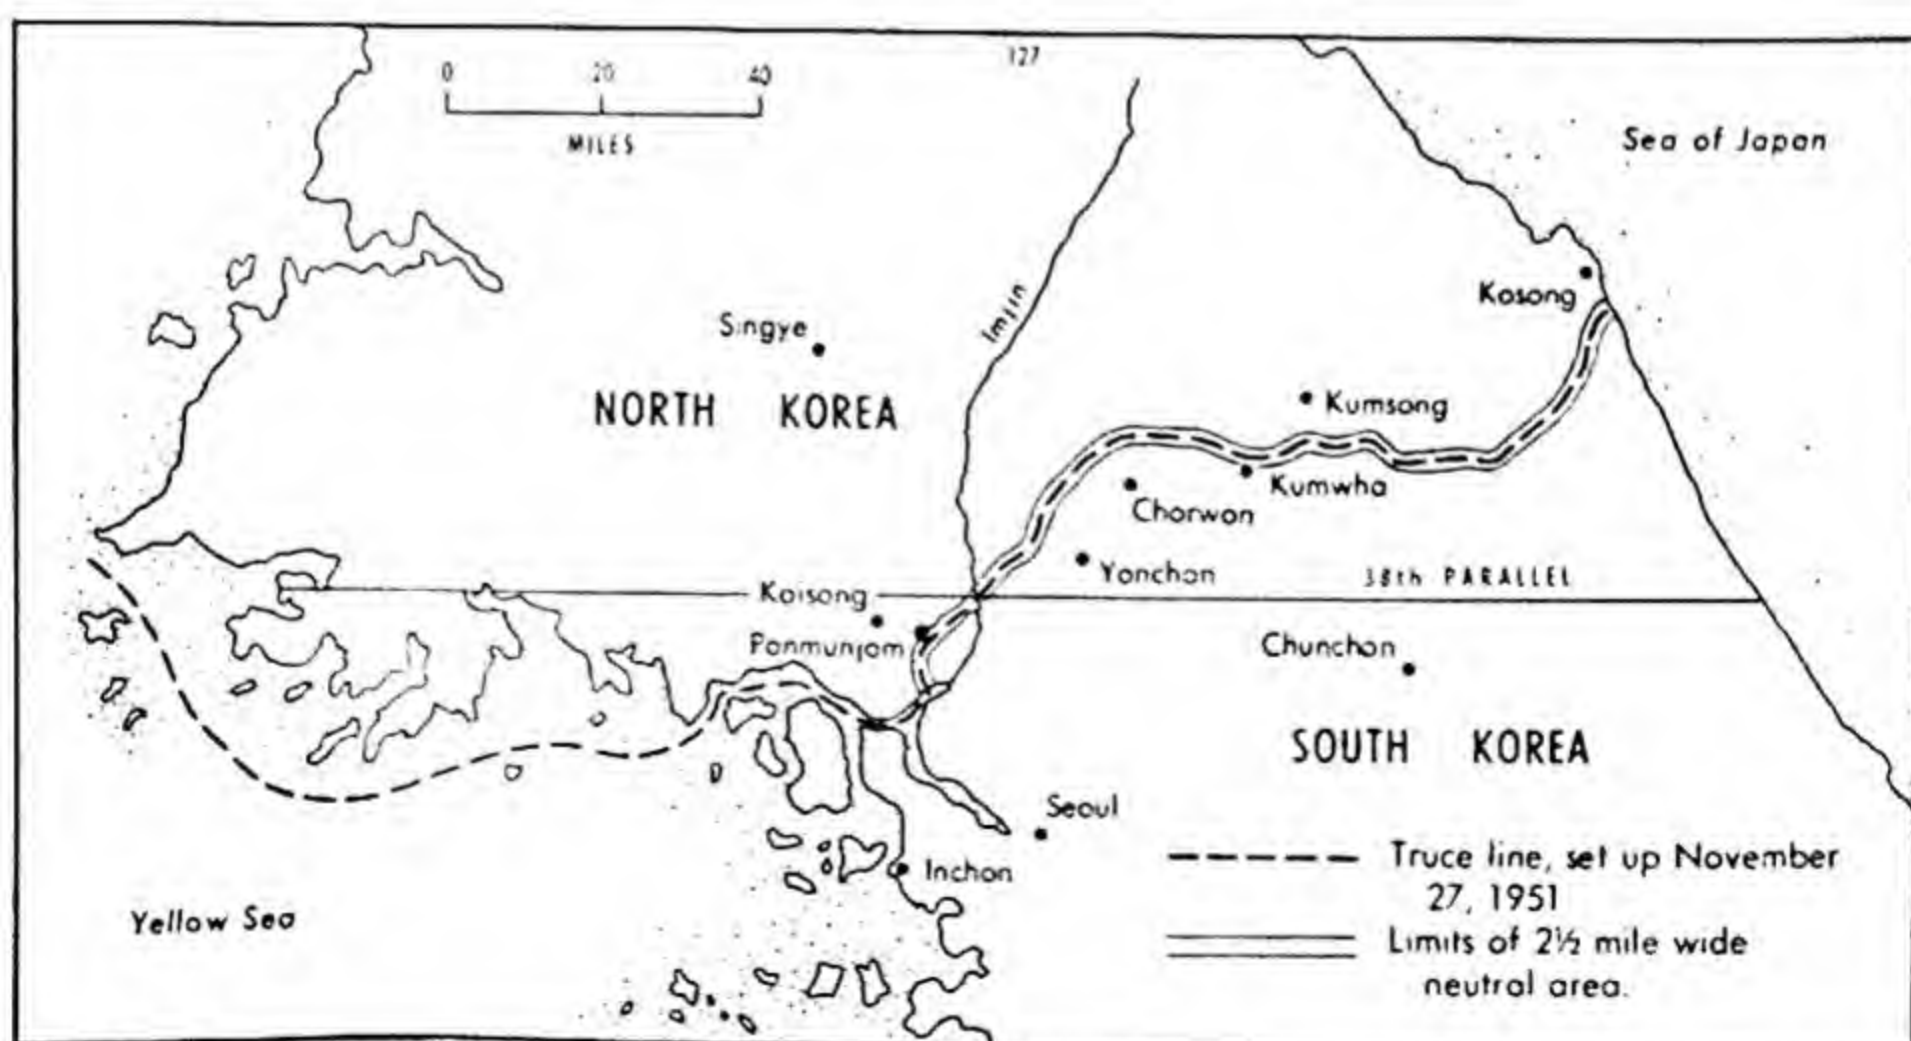 127
0 20 40
MILES
Sea of Japan
Imjin
Kosong
Singye
NORTH KOREA
Kumsong
Kumwha
Chorwon
Yonchon
38th PARALLEL
Kaisong
Panmunjom
Chunchon
SOUTH KOREA
Seoul
Inchon
Yellow Sea
Truce line, set up November
27, 1951
Limits of 2½ mile wide
neutral area.